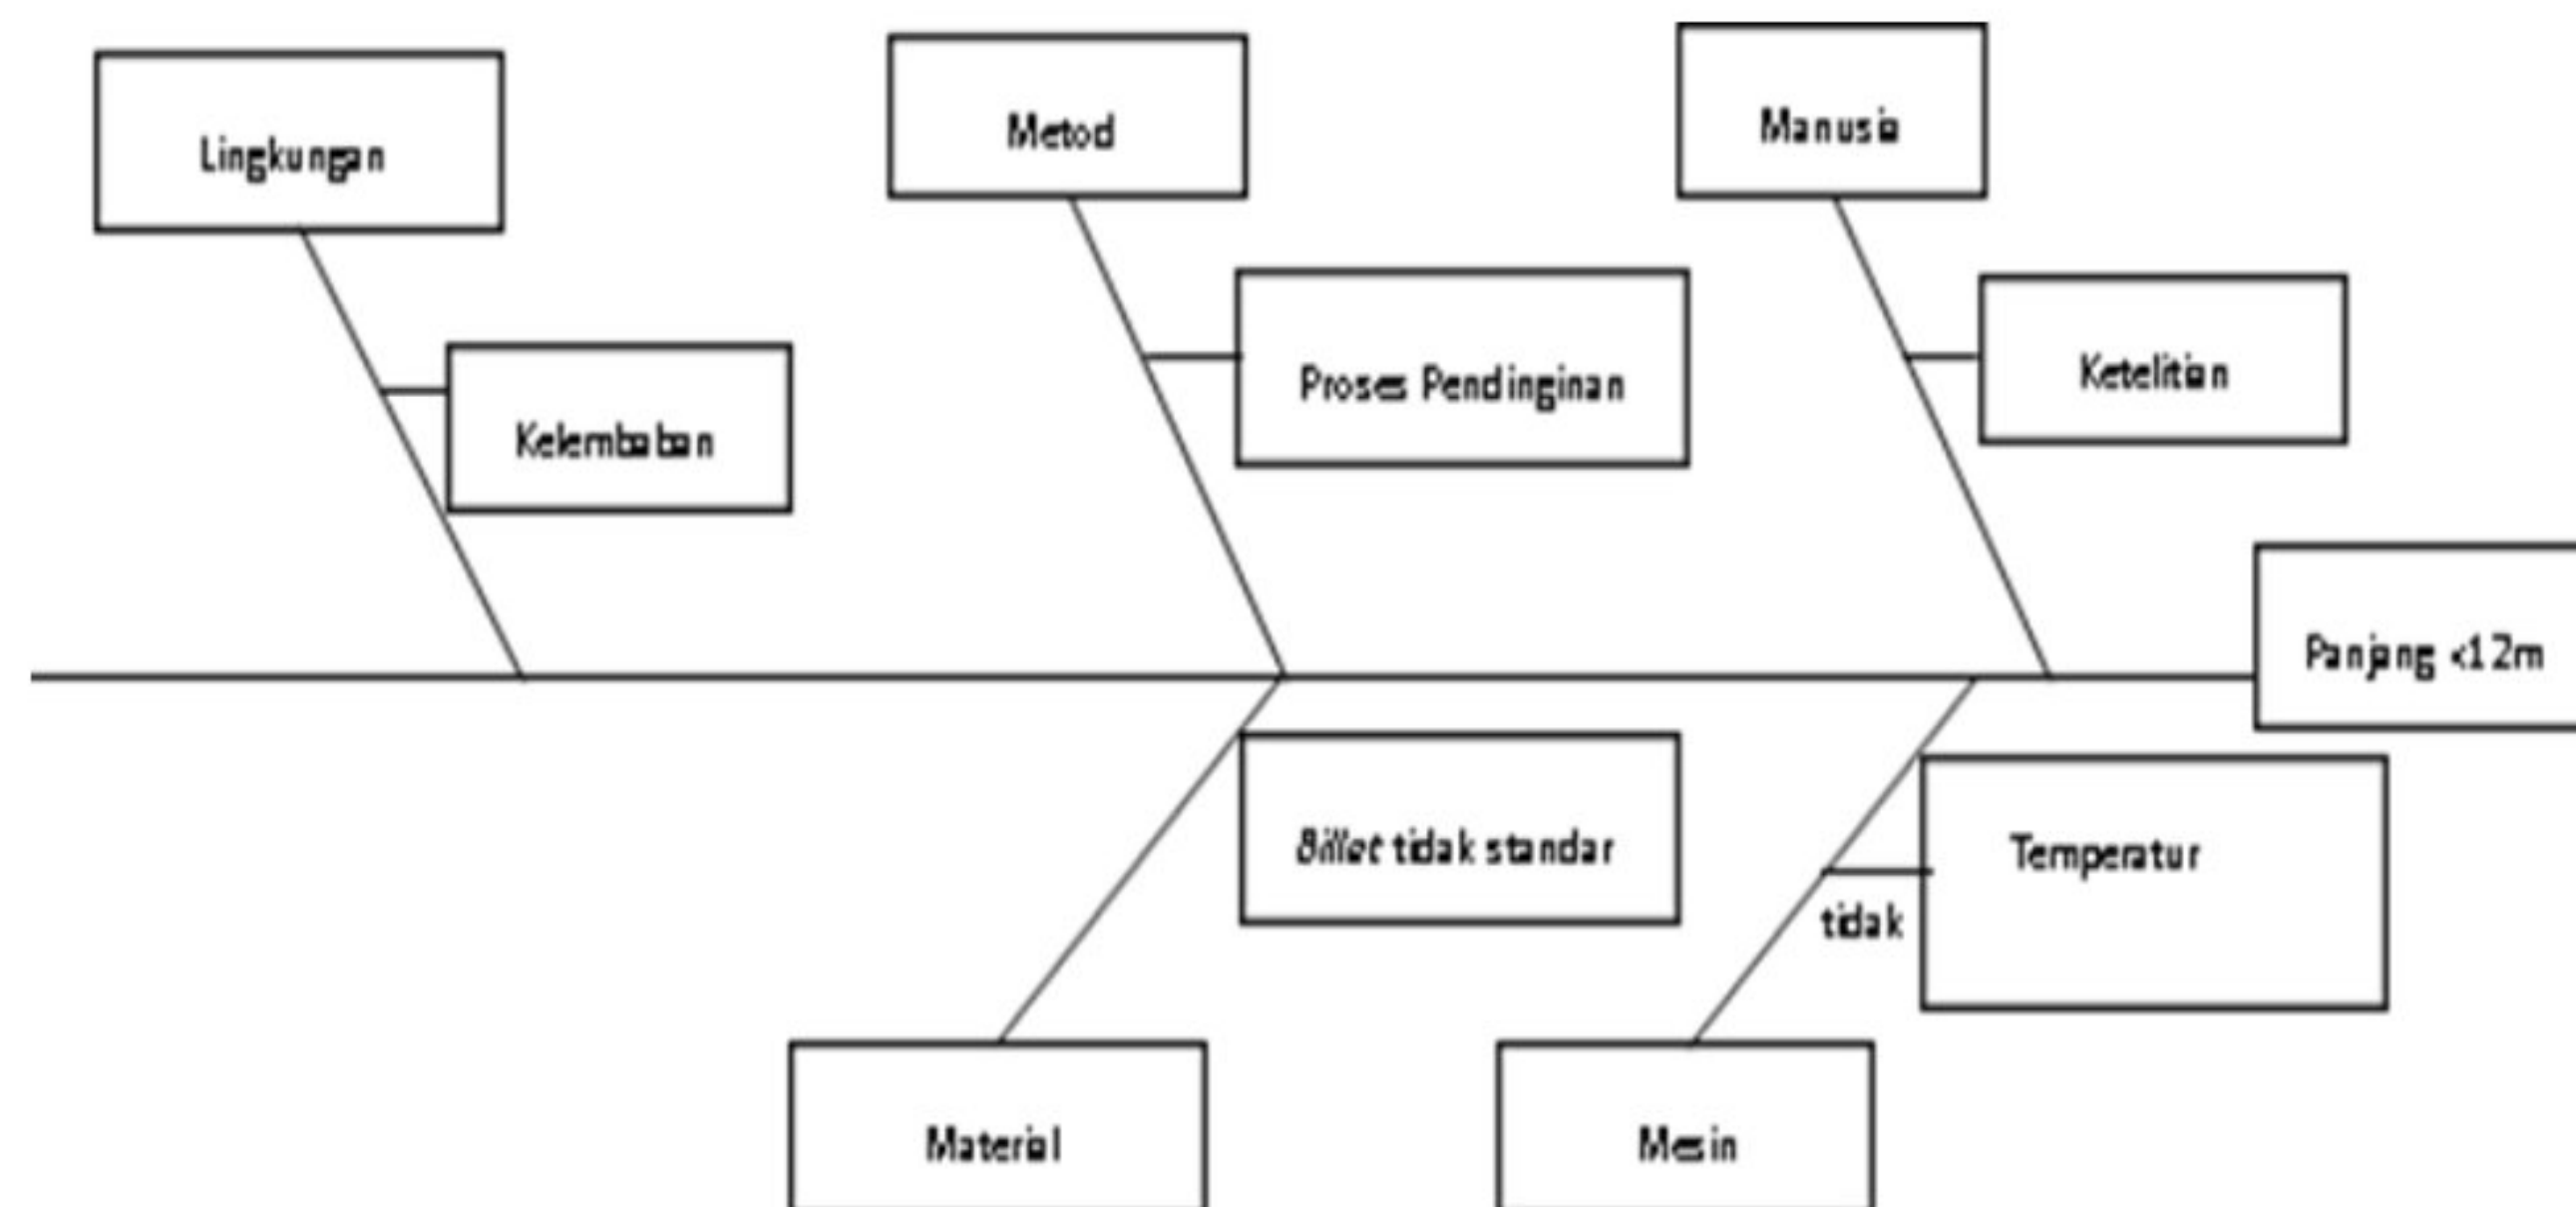 Lingkungan
Metod
Manusia
Kelembaban
Proses Pendinginan
Ketelitian
Panjang <12m
Billet tidak standar
Temperatur
tidak
Material
Mesin